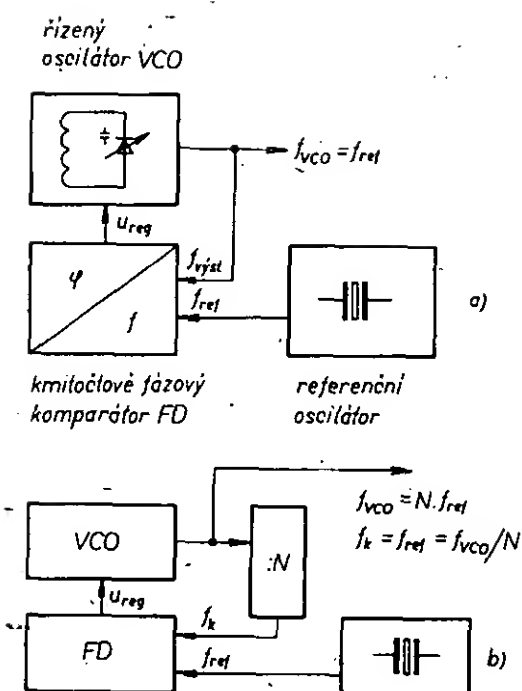 řízený
oscilátor VCO
f_VCO = f_ref
u_reg
φ
f
f_výst
f_ref
a)
kmitočtově fázový
komparátor FD
referenční
oscilátor
f_VCO = N.f_ref
f_k = f_ref = f_VCO/N
VCO
:N
u_reg
FD
f_k
f_ref
b)